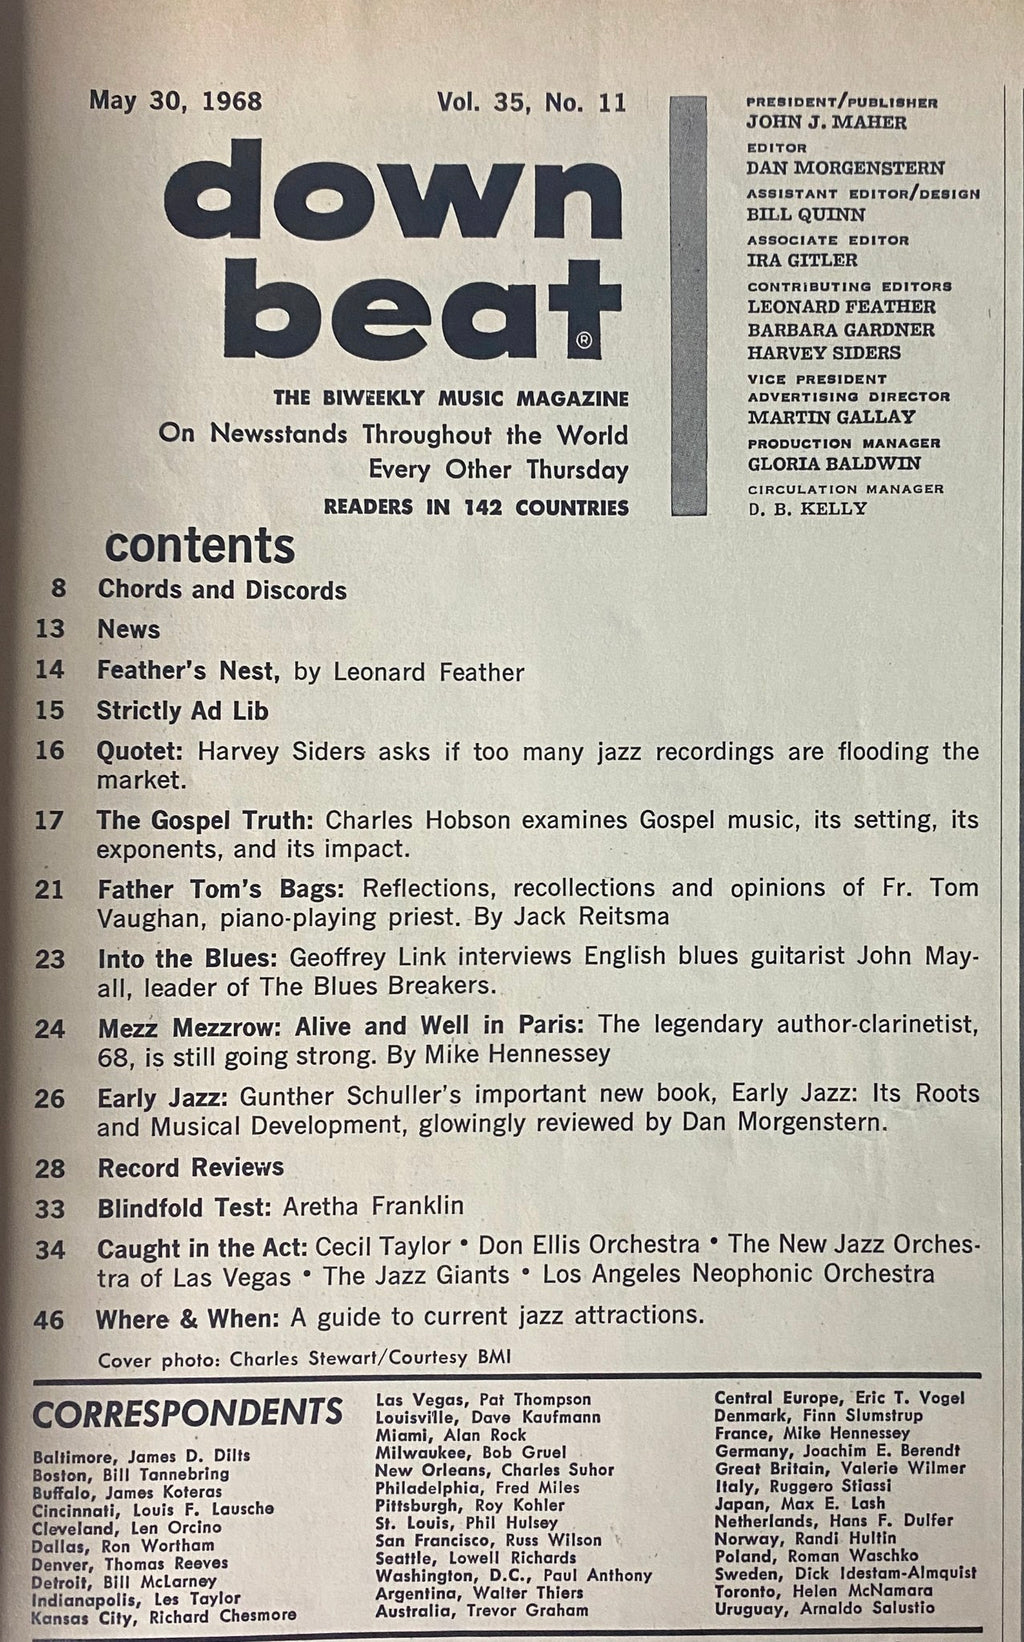 May 30, 1968
Vol. 35, No. 11
down
beat
®
THE BIWEEKLY MUSIC MAGAZINE
On Newsstands Throughout the World
Every Other Thursday
READERS IN 142 COUNTRIES
PRESIDENT/PUBLISHER
JOHN J. MAHER
EDITOR
DAN MORGENSTERN
ASSISTANT EDITOR/DESIGN
BILL QUINN
ASSOCIATE EDITOR
IRA GITLER
CONTRIBUTING EDITORS
LEONARD FEATHER
BARBARA GARDNER
HARVEY SIDERS
VICE PRESIDENT
ADVERTISING DIRECTOR
MARTIN GALLAY
PRODUCTION MANAGER
GLORIA BALDWIN
CIRCULATION MANAGER
D. B. KELLY
contents
8 Chords and Discords
13 News
14 Feather's Nest, by Leonard Feather
15 Strictly Ad Lib
16 Quotet: Harvey Siders asks if too many jazz recordings are flooding the
market.
17 The Gospel Truth: Charles Hobson examines Gospel music, its setting, its
exponents, and its impact.
21 Father Tom's Bags: Reflections, recollections and opinions of Fr. Tom
Vaughan, piano-playing priest. By Jack Reitsma
23 Into the Blues: Geoffrey Link interviews English blues guitarist John May-
all, leader of The Blues Breakers.
24 Mezz Mezzrow: Alive and Well in Paris: The legendary author-clarinetist,
68, is still going strong. By Mike Hennessey
26 Early Jazz: Gunther Schuller's important new book, Early Jazz: Its Roots
and Musical Development, glowingly reviewed by Dan Morgenstern.
28 Record Reviews
33 Blindfold Test: Aretha Franklin
34 Caught in the Act: Cecil Taylor • Don Ellis Orchestra • The New Jazz Orches-
tra of Las Vegas • The Jazz Giants • Los Angeles Neophonic Orchestra
46 Where & When: A guide to current jazz attractions.
Cover photo: Charles Stewart/Courtesy BMI
CORRESPONDENTS
Baltimore, James D. Dilts
Boston, Bill Tannebring
Buffalo, James Koteras
Cincinnati, Louis F. Lausche
Cleveland, Len Orcino
Dallas, Ron Wortham
Denver, Thomas Reeves
Detroit, Bill McLarney
Indianapolis, Les Taylor
Kansas City, Richard Chesmore
Las Vegas, Pat Thompson
Louisville, Dave Kaufmann
Miami, Alan Rock
Milwaukee, Bob Gruel
New Orleans, Charles Suhor
Philadelphia, Fred Miles
Pittsburgh, Roy Kohler
St. Louis, Phil Hulsey
San Francisco, Russ Wilson
Seattle, Lowell Richards
Washington, D.C., Paul Anthony
Argentina, Walter Thiers
Australia, Trevor Graham
Central Europe, Eric T. Vogel
Denmark, Finn Slumstrup
France, Mike Hennessey
Germany, Joachim E. Berendt
Great Britain, Valerie Wilmer
Italy, Ruggero Stiassi
Japan, Max E. Lash
Netherlands, Hans F. Dulfer
Norway, Randi Hultin
Poland, Roman Waschko
Sweden, Dick Idestam-Almquist
Toronto, Helen McNamara
Uruguay, Arnaldo Salustio